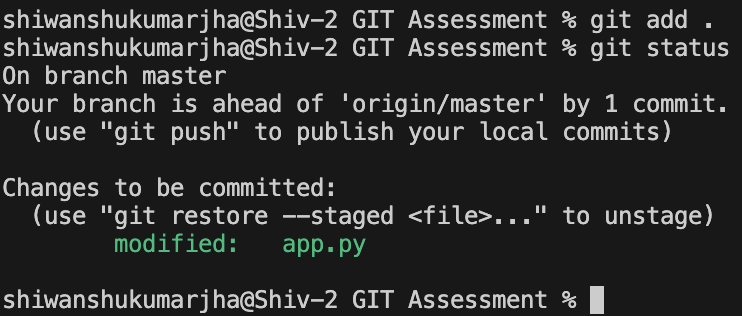 shiwanshukumarjha@Shiv-2 GIT Assessment % git add .
shiwanshukumarjha@Shiv-2 GIT Assessment % git status
On branch master
Your branch is ahead of 'origin/master' by 1 commit.
  (use "git push" to publish your local commits)

Changes to be committed:
  (use "git restore --staged <file>..." to unstage)
        modified:   app.py

shiwanshukumarjha@Shiv-2 GIT Assessment %